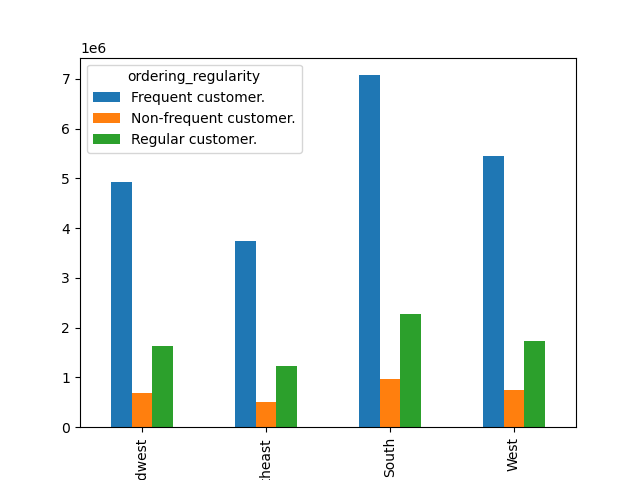 1e6
7
6
5
4
3
2
1
0
ordering_regularity
Frequent customer.
Non-frequent customer.
Regular customer.
dwest
theast
South
West